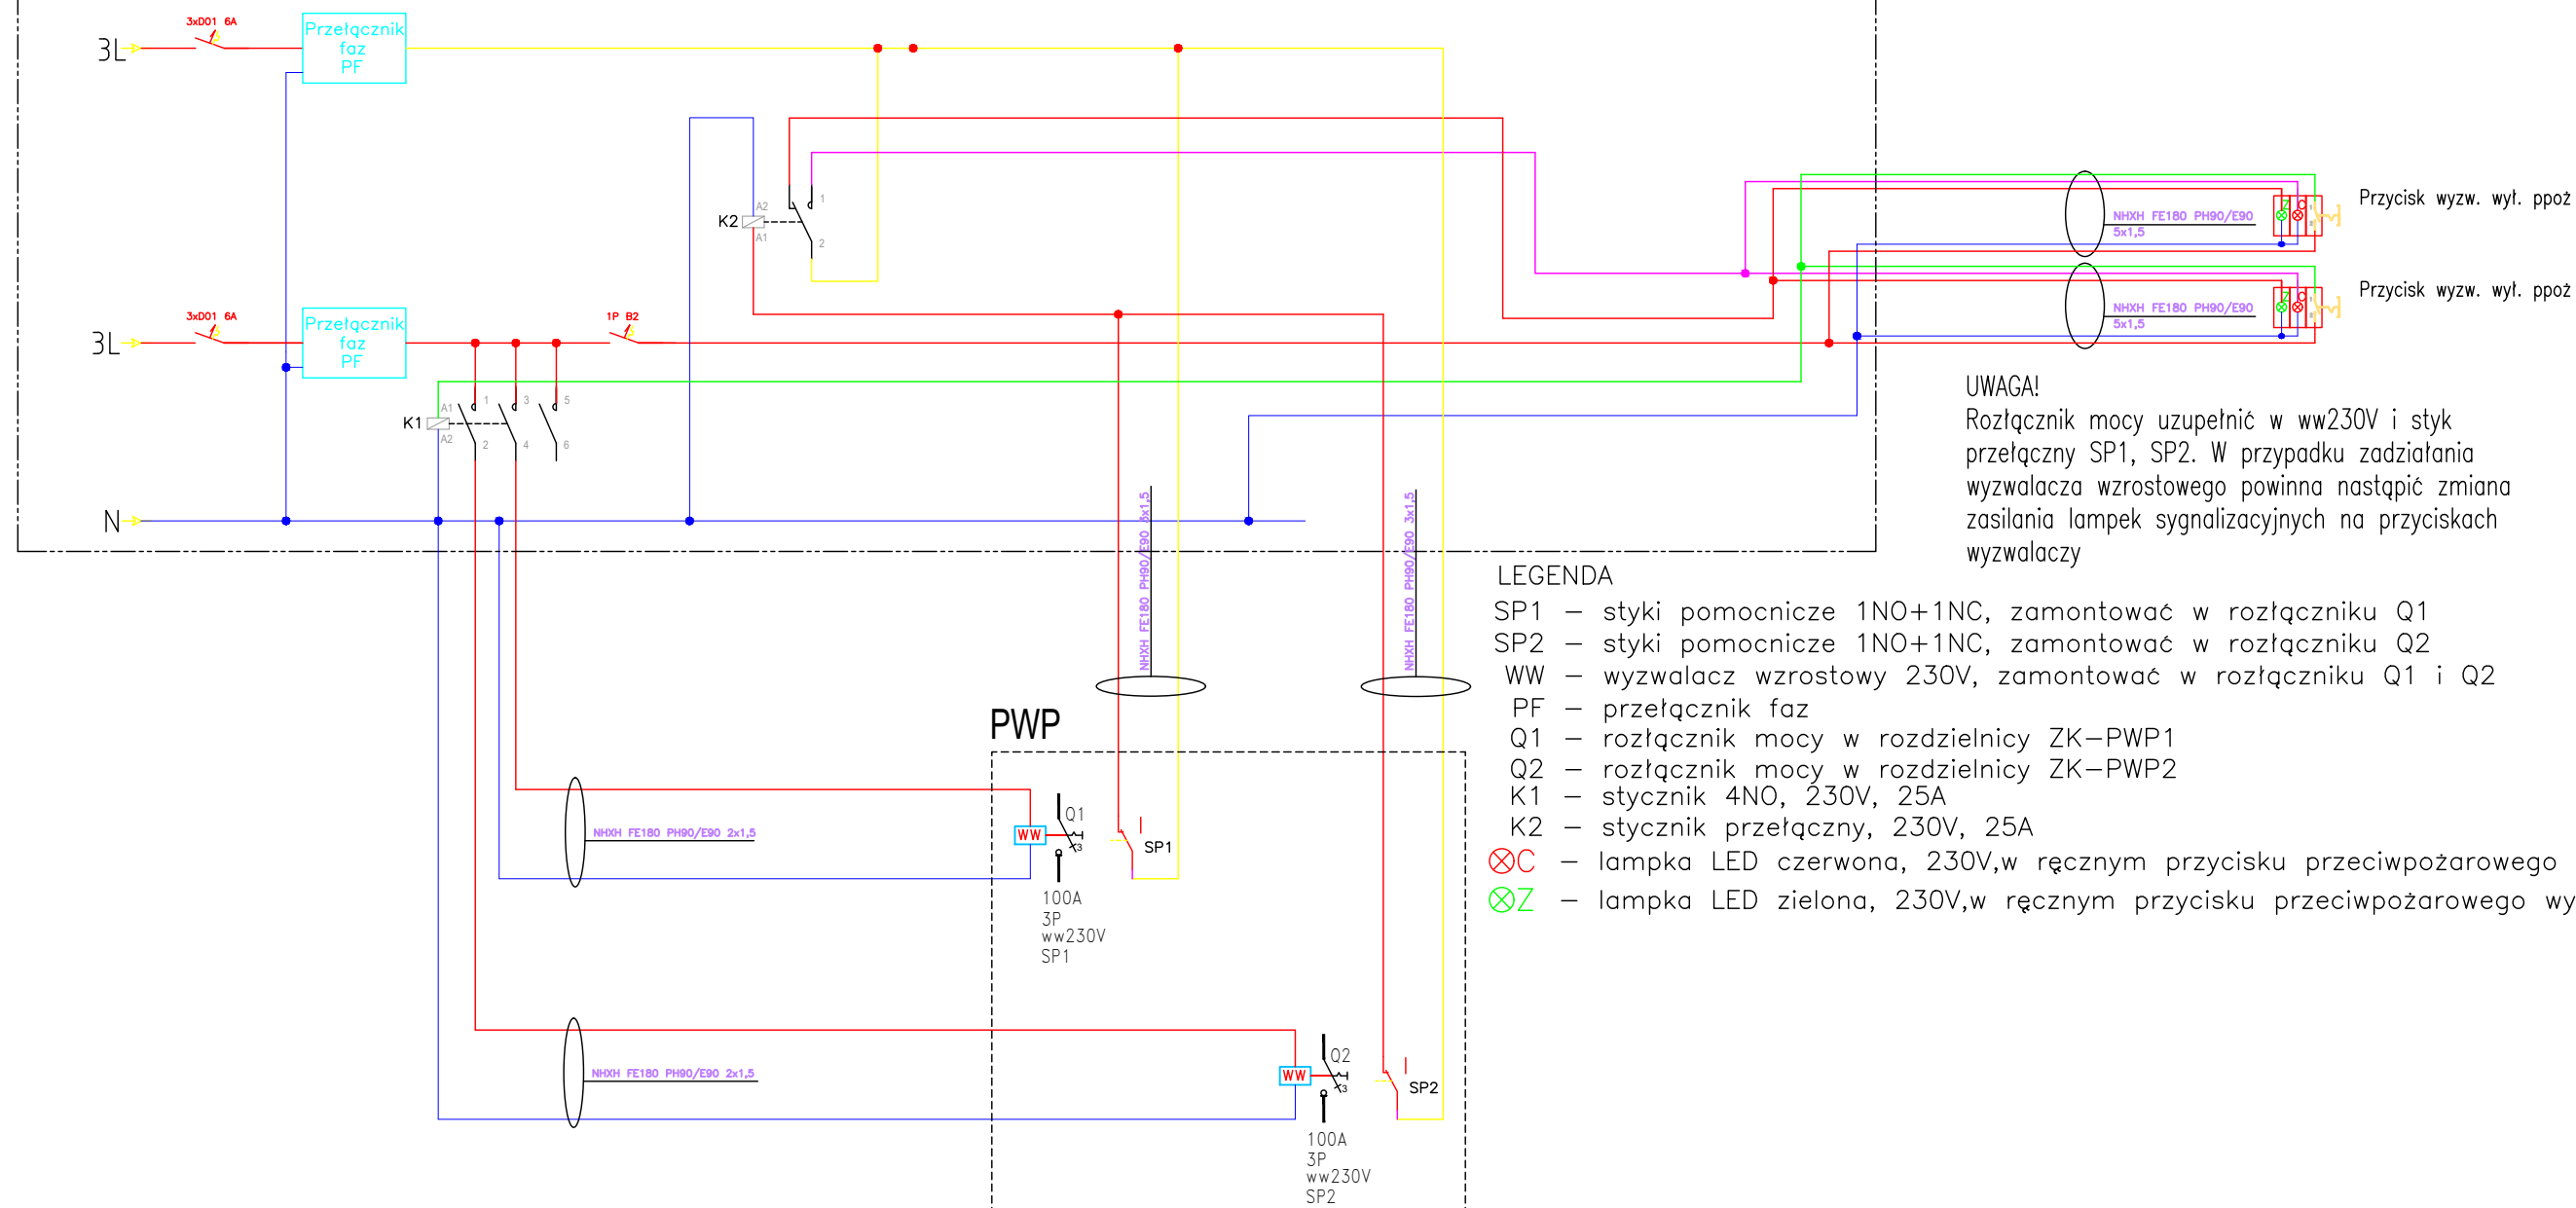 3xD01 6A
3L
Przełącznik
faz
PF
K2
A2
A1
1
2
3xD01 6A
3L
Przełącznik
faz
PF
1P B2
K1
A1
A2
1
2
3
4
5
6
N
NHXH FE180 PH90/E90
5x1,5
Z
C
Przycisk wyzw. wył. ppoż
NHXH FE180 PH90/E90
5x1,5
Z
C
Przycisk wyzw. wył. ppoż
UWAGA!
Rozłącznik mocy uzupełnić w ww230V i styk
przełączny SP1, SP2. W przypadku zadziałania
wyzwalacza wzrostowego powinna nastąpić zmiana
zasilania lampek sygnalizacyjnych na przyciskach
wyzwalaczy
NHXH FE180 PH90/E90 3x1,5
NHXH FE180 PH90/E90 3x1,5
LEGENDA
SP1 – styki pomocnicze 1NO+1NC, zamontować w rozłączniku Q1
SP2 – styki pomocnicze 1NO+1NC, zamontować w rozłączniku Q2
WW – wyzwalacz wzrostowy 230V, zamontować w rozłączniku Q1 i Q2
PF – przełącznik faz
Q1 – rozłącznik mocy w rozdzielnicy ZK–PWP1
Q2 – rozłącznik mocy w rozdzielnicy ZK–PWP2
K1 – stycznik 4NO, 230V, 25A
K2 – stycznik przełączny, 230V, 25A
C – lampka LED czerwona, 230V,w ręcznym przycisku przeciwpożarowego
Z – lampka LED zielona, 230V,w ręcznym przycisku przeciwpożarowego wy
PWP
NHXH FE180 PH90/E90 2x1,5
WW
Q1
3
SP1
100A
3P
ww230V
SP1
NHXH FE180 PH90/E90 2x1,5
WW
Q2
3
SP2
100A
3P
ww230V
SP2